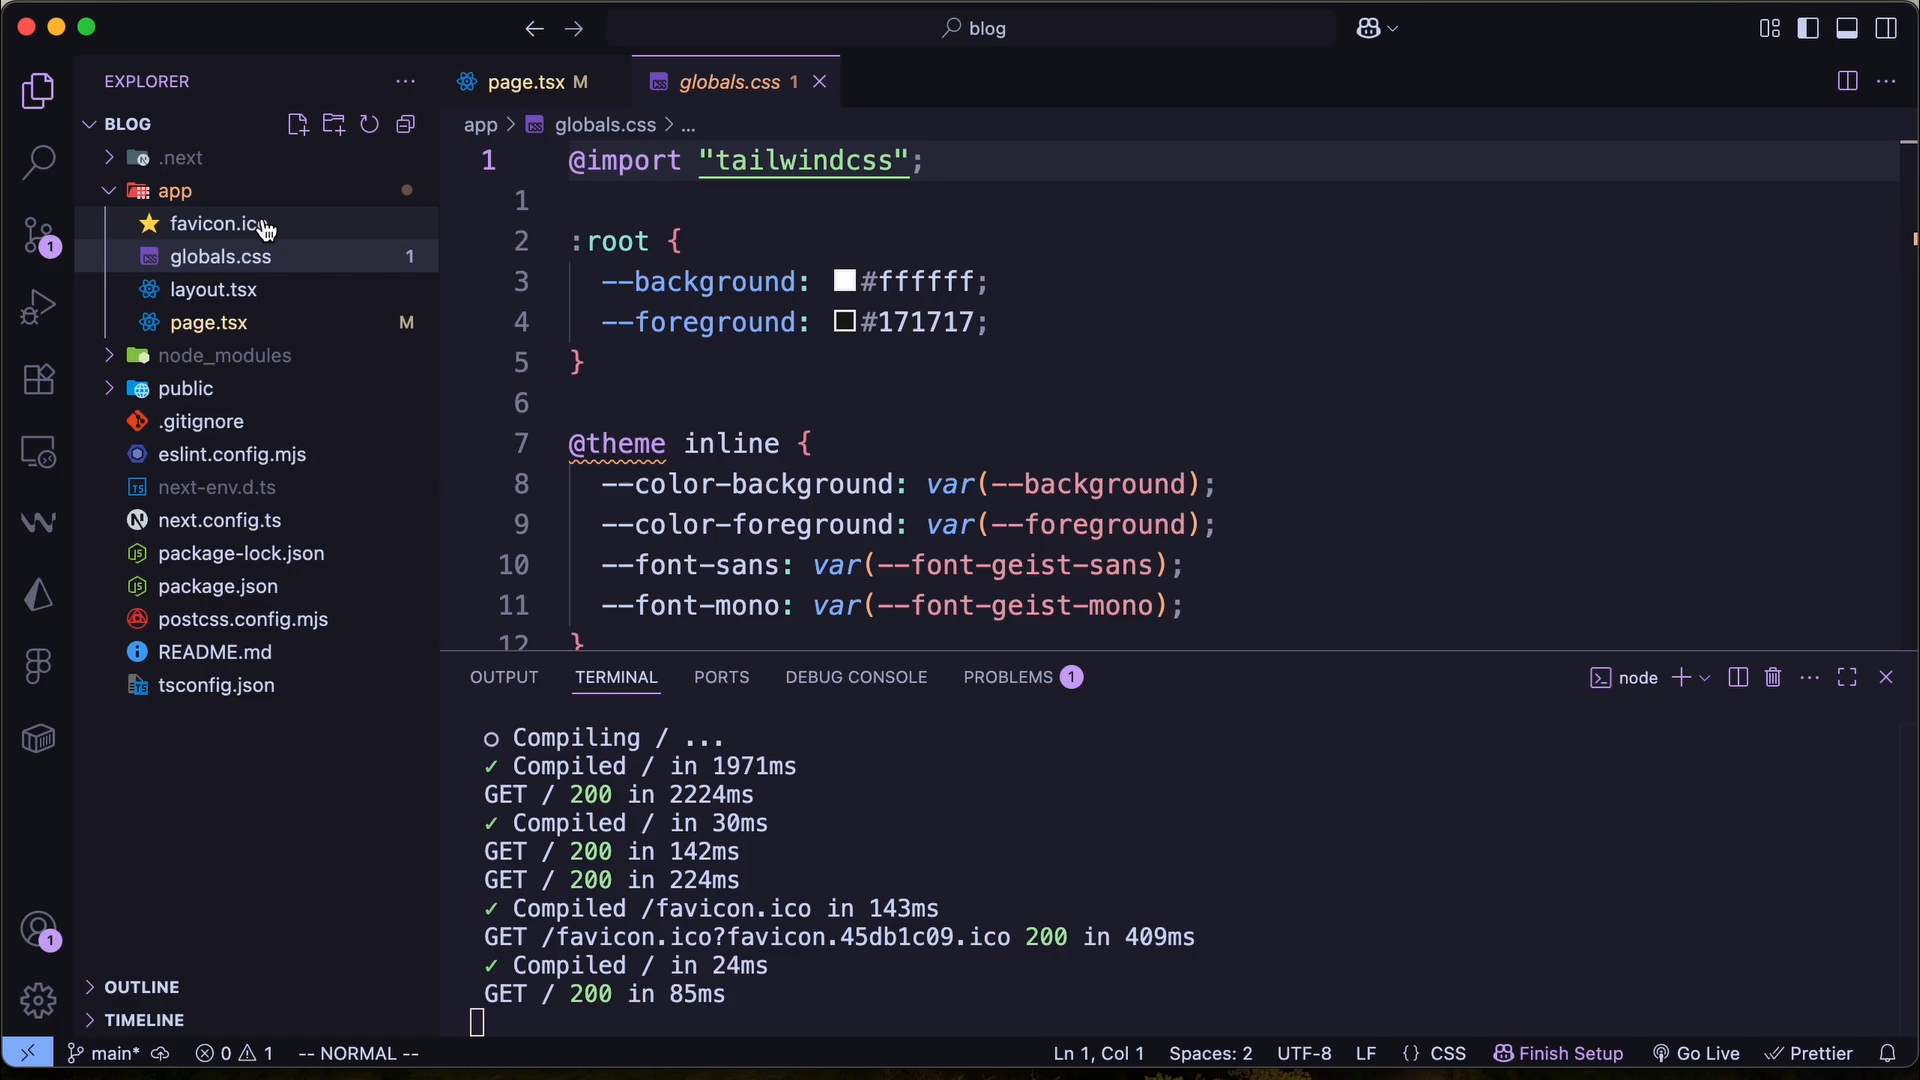 blog
EXPLORER
BLOG
.next
app
favicon.ic
globals.css 1
layout.tsx
page.tsx M
node_modules
public
.gitignore
eslint.config.mjs
next-env.d.ts
next.config.ts
package-lock.json
package.json
postcss.config.mjs
README.md
tsconfig.json
OUTLINE
TIMELINE
1
1
page.tsx M
globals.css 1
app > globals.css > ...
1 @import "tailwindcss";
1
2 :root {
3 --background: #ffffff;
4 --foreground: #171717;
5 }
6
7 @theme inline {
8 --color-background: var(--background);
9 --color-foreground: var(--foreground);
10 --font-sans: var(--font-geist-sans);
11 --font-mono: var(--font-geist-mono);
12 }
OUTPUT TERMINAL PORTS DEBUG CONSOLE PROBLEMS 1
node
○ Compiling / ...
✓ Compiled / in 1971ms
GET / 200 in 2224ms
✓ Compiled / in 30ms
GET / 200 in 142ms
GET / 200 in 224ms
✓ Compiled /favicon.ico in 143ms
GET /favicon.ico?favicon.45db1c09.ico 200 in 409ms
✓ Compiled / in 24ms
GET / 200 in 85ms
main* 0 1 -- NORMAL -- Ln 1, Col 1 Spaces: 2 UTF-8 LF {} CSS Finish Setup Go Live Prettier